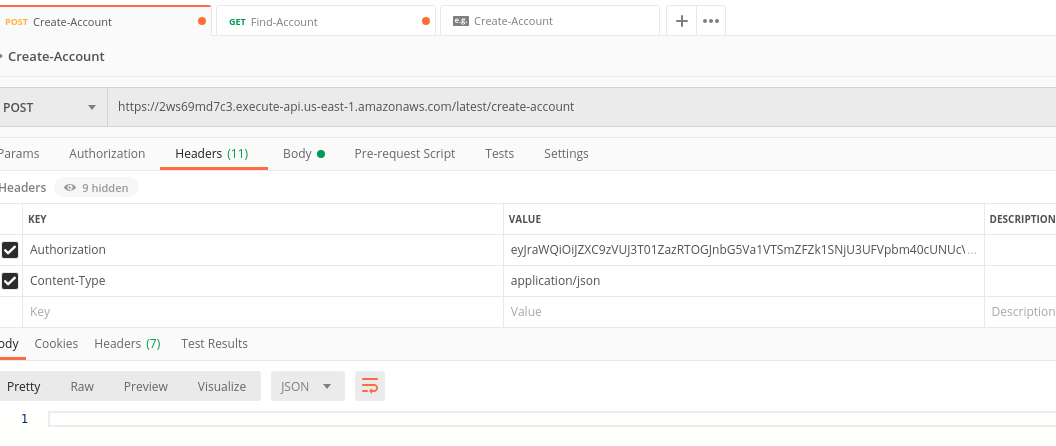 POST Create-Account GET Find-Account e.g. Create-Account + •••
Create-Account
POST https://2ws69md7c3.execute-api.us-east-1.amazonaws.com/latest/create-account
Params Authorization Headers (11) Body Pre-request Script Tests Settings
Headers 9 hidden
KEY VALUE DESCRIPTION
Authorization
Content-Type application/json
Key Value Description
ody Cookies Headers (7) Test Results
Pretty Raw Preview Visualize JSON
1